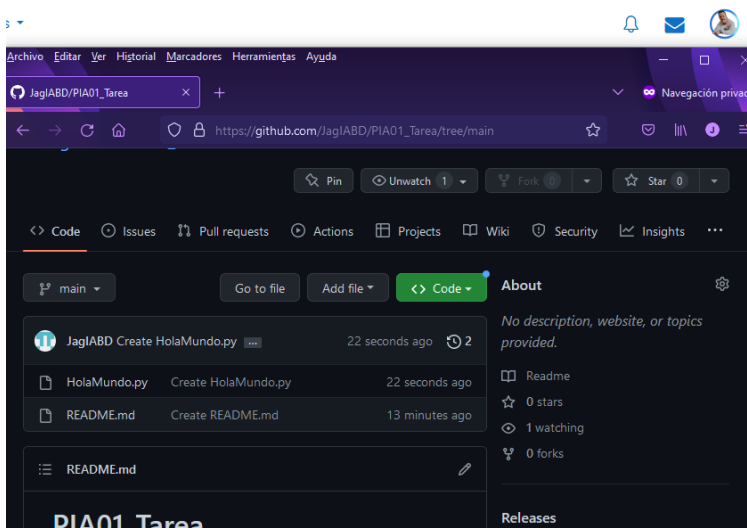 s
Archivo Editar Ver Historial Marcadores Herramientas Ayuda
JagIABD/PIA01_Tarea
Navegación privad
https://github.com/JagIABD/PIA01_Tarea/tree/main
J
Pin
Unwatch 1
Fork 0
Star 0
Code Issues Pull requests Actions Projects Wiki Security Insights
main
Go to file
Add file
Code
About
JagIABD Create HolaMundo.py ... 22 seconds ago 2
HolaMundo.py Create HolaMundo.py 22 seconds ago
README.md Create README.md 13 minutes ago
No description, website, or topics
provided.
Readme
0 stars
1 watching
0 forks
README.md
PIA01 Tarea
Releases